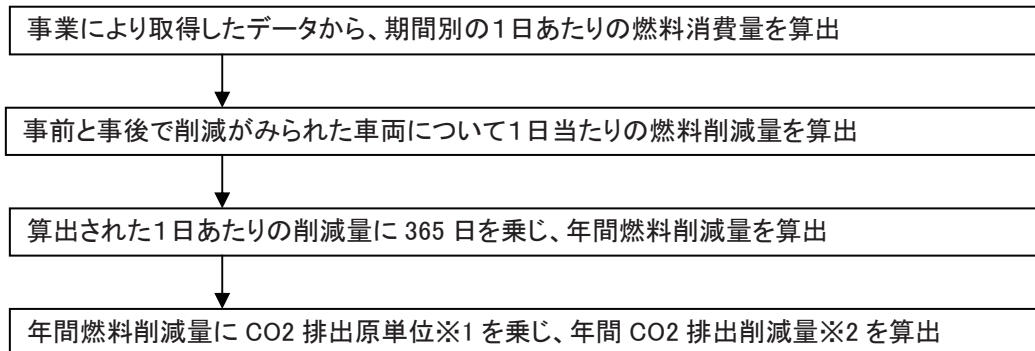 事業により取得したデータから、期間別の１日あたりの燃料消費量を算出
事前と事後で削減がみられた車両について１日当たりの燃料削減量を算出
算出された１日あたりの削減量に 365 日を乗じ、年間燃料削減量を算出
年間燃料削減量に CO2 排出原単位※1 を乗じ、年間 CO2 排出削減量※2 を算出